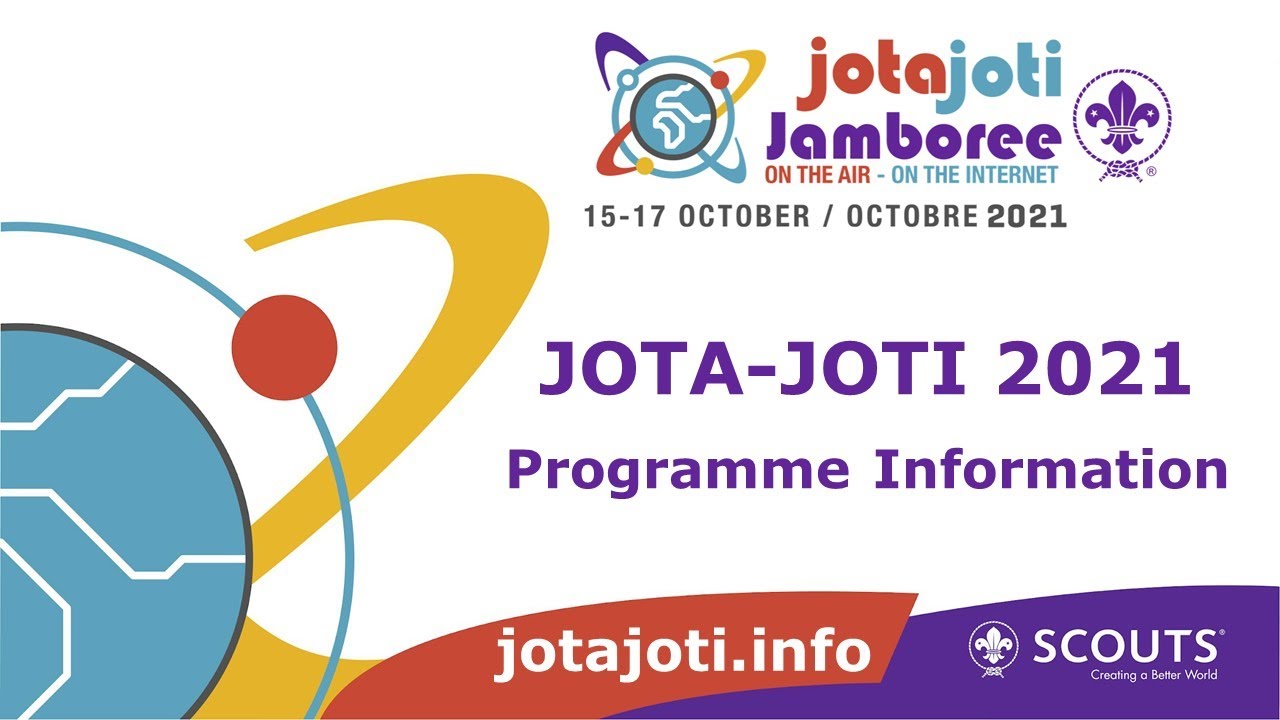 jotajoti
Jamboree
ON THE AIR - ON THE INTERNET
®
15-17 OCTOBER / OCTOBRE 2021
JOTA-JOTI 2021
Programme Information
jotajoti.info
SCOUTS®
Creating a Better World